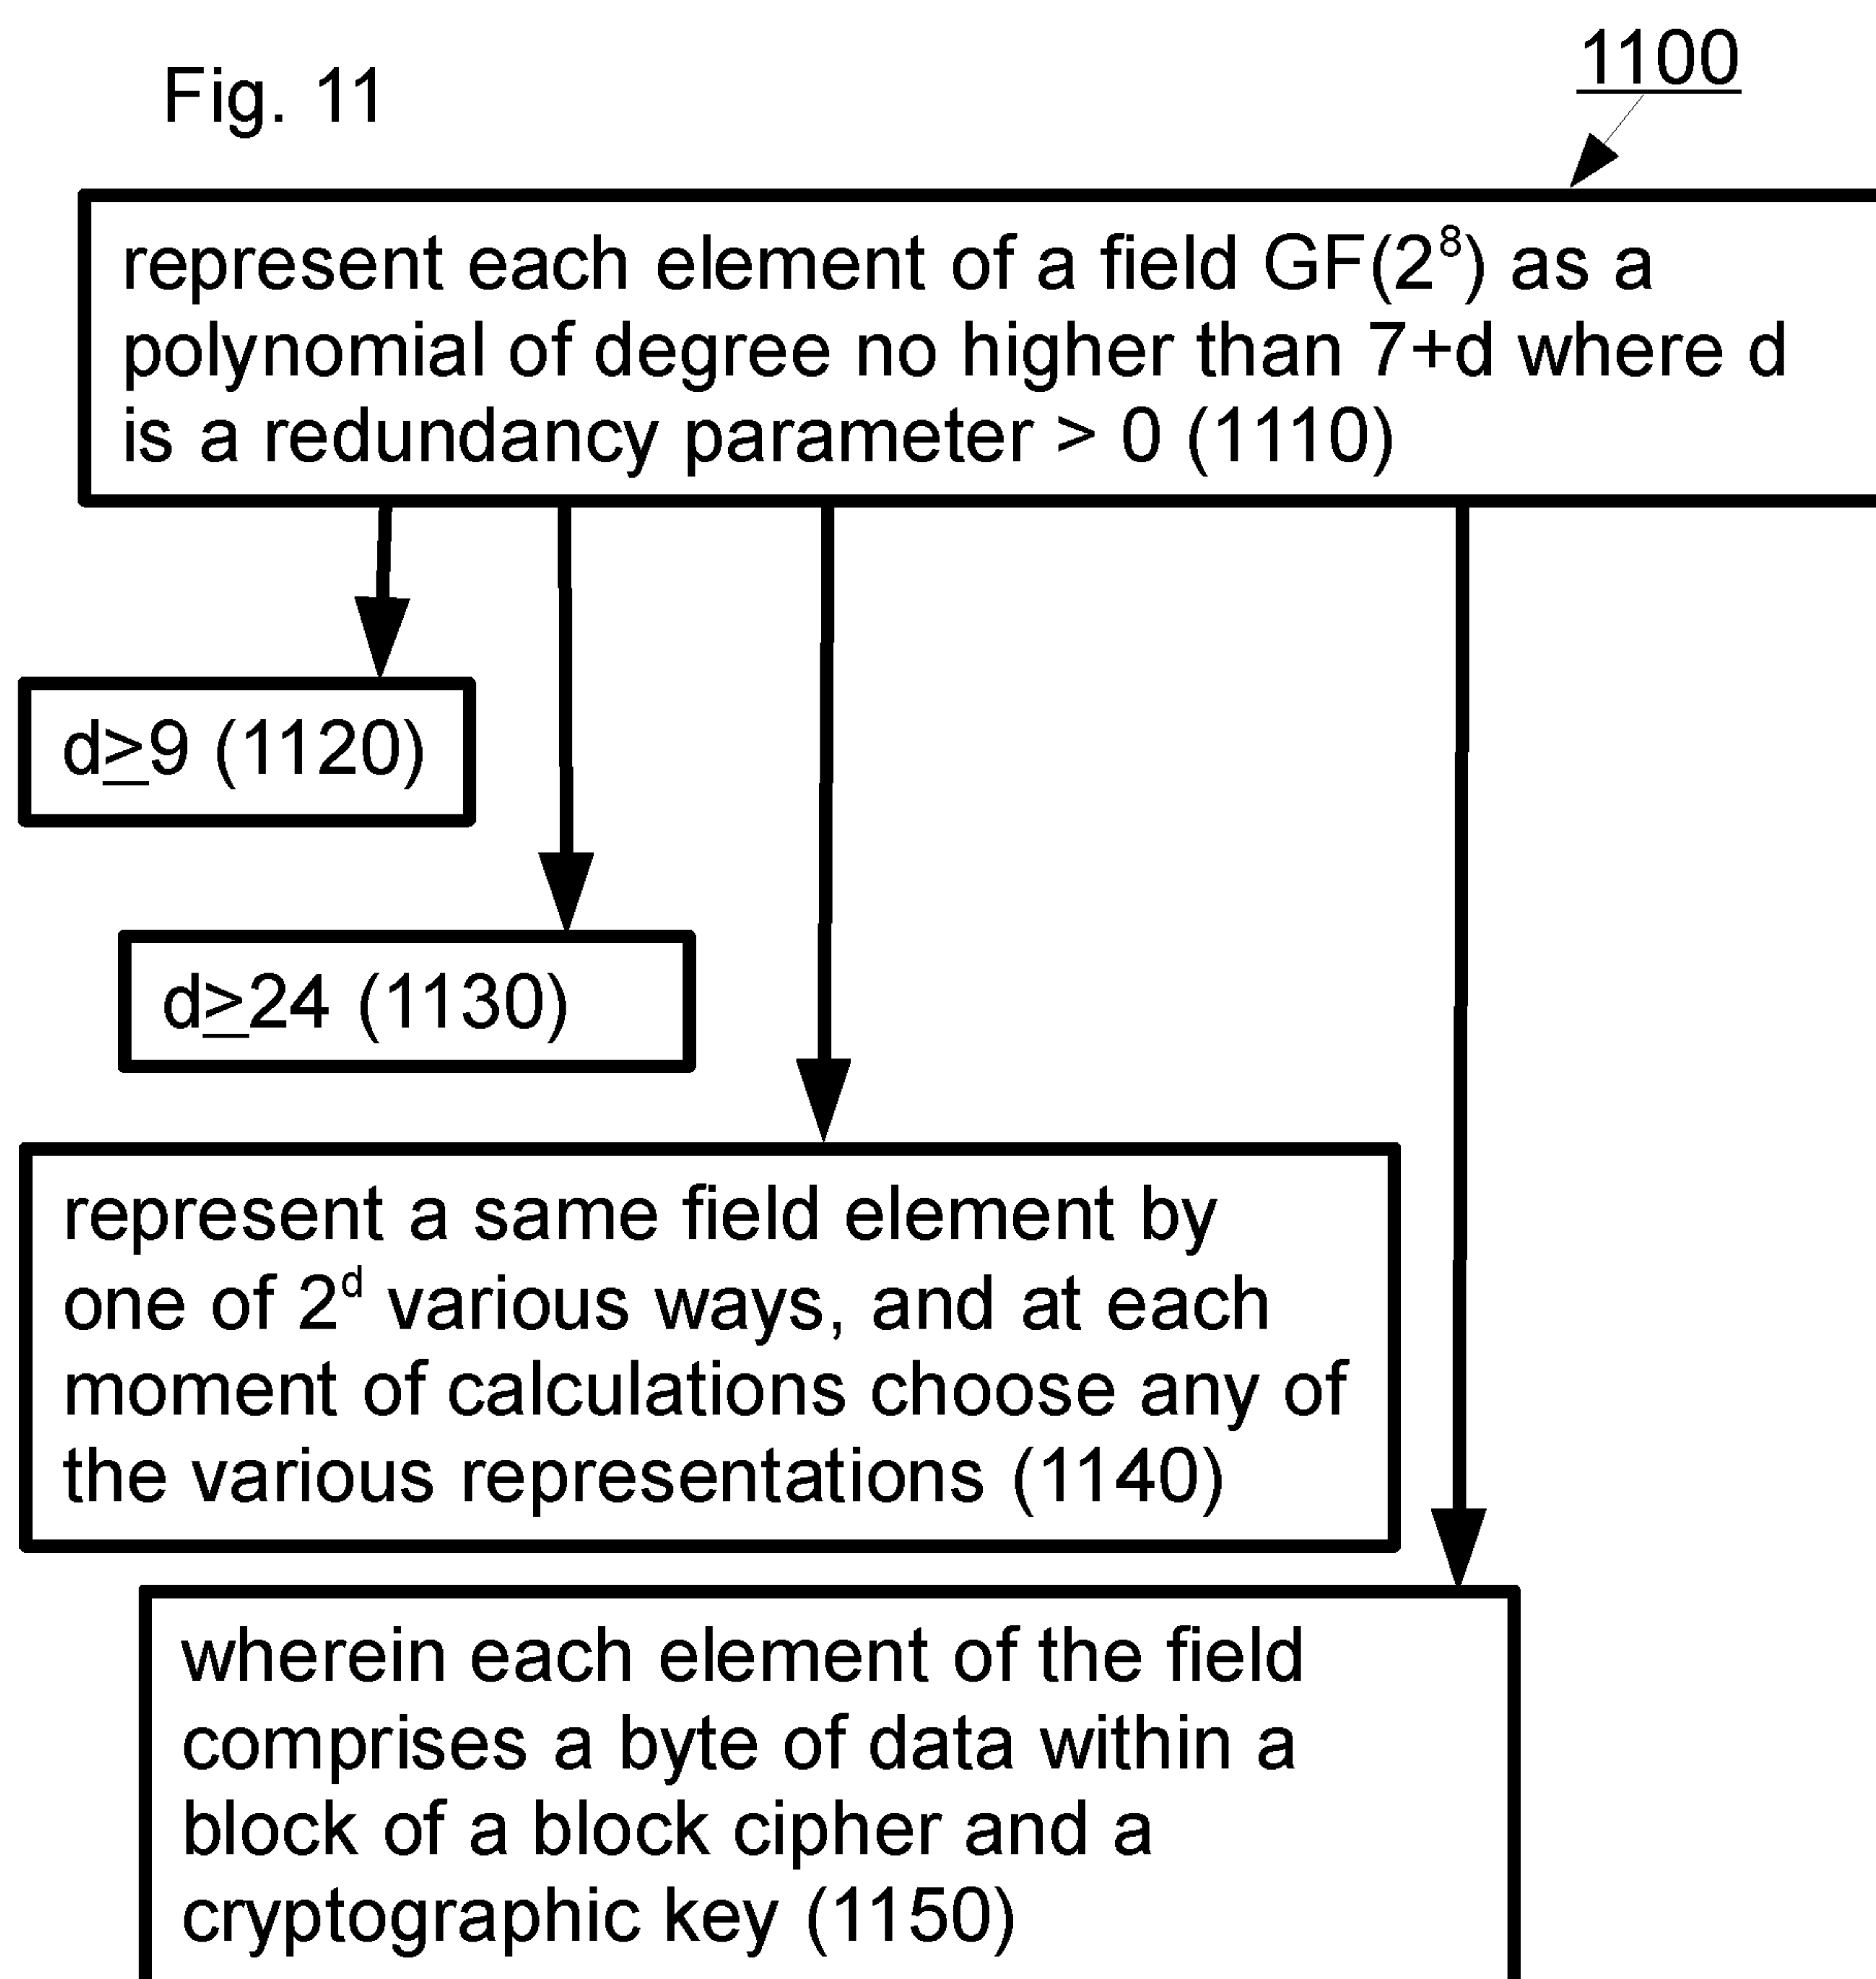 Fig. 11
1100
represent each element of a field GF(2⁸) as a
polynomial of degree no higher than 7+d where d
is a redundancy parameter > 0 (1110)
d≥9 (1120)
d≥24 (1130)
represent a same field element by
one of 2ᵈ various ways, and at each
moment of calculations choose any of
the various representations (1140)
wherein each element of the field
comprises a byte of data within a
block of a block cipher and a
cryptographic key (1150)